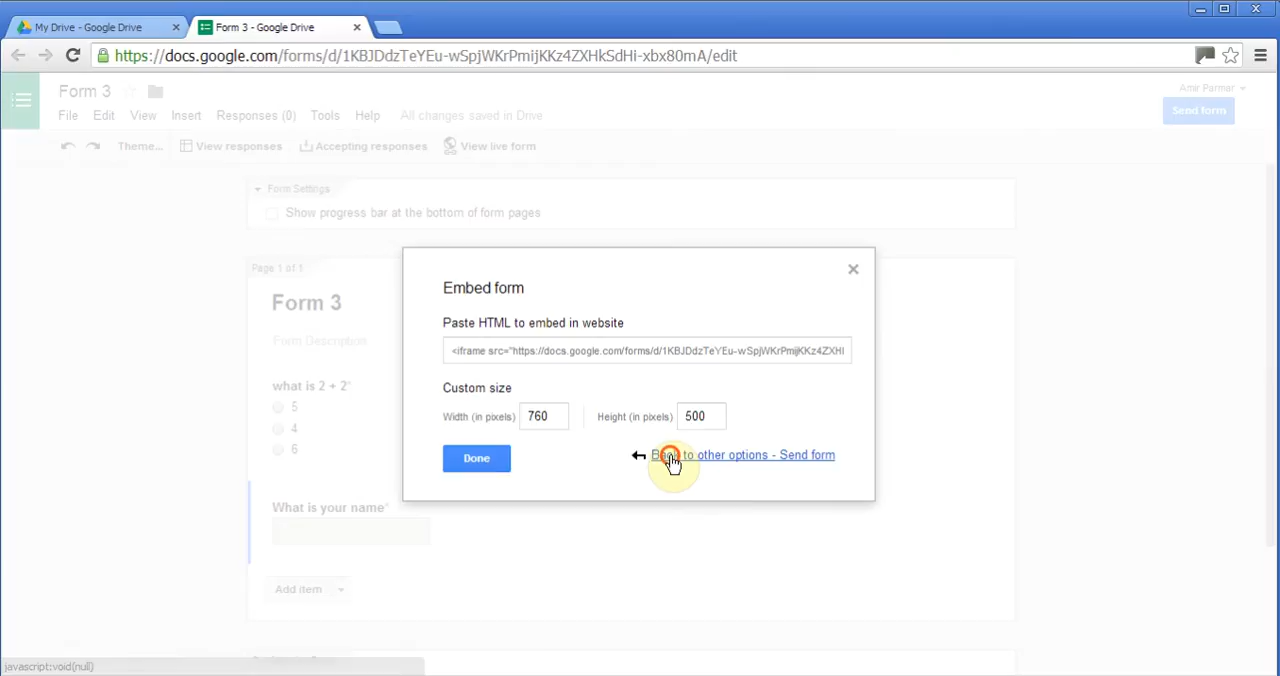 My Drive - Google Drive
Form 3 - Google Drive
https://docs.google.com/forms/d/1KBJDdzTeYEu-wSpjWKrPmijKKz4ZXHkSdHi-xbx80mA/edit
Form 3
Amir Parmar
File Edit View Insert Responses (0) Tools Help All changes saved in Drive
Send form
Theme... View responses Accepting responses View live form
Form Settings
Show progress bar at the bottom of form pages
Page 1 of 1
Form 3
Form Description
what is 2 + 2*
5
4
6
What is your name*
Add item
Embed form
Paste HTML to embed in website
<iframe src="https://docs.google.com/forms/d/1KBJDdzTeYEu-wSpjWKrPmijKKz4ZXHl
Custom size
Width (in pixels) 760 Height (in pixels) 500
Done
Back to other options - Send form
javascript:void(null)